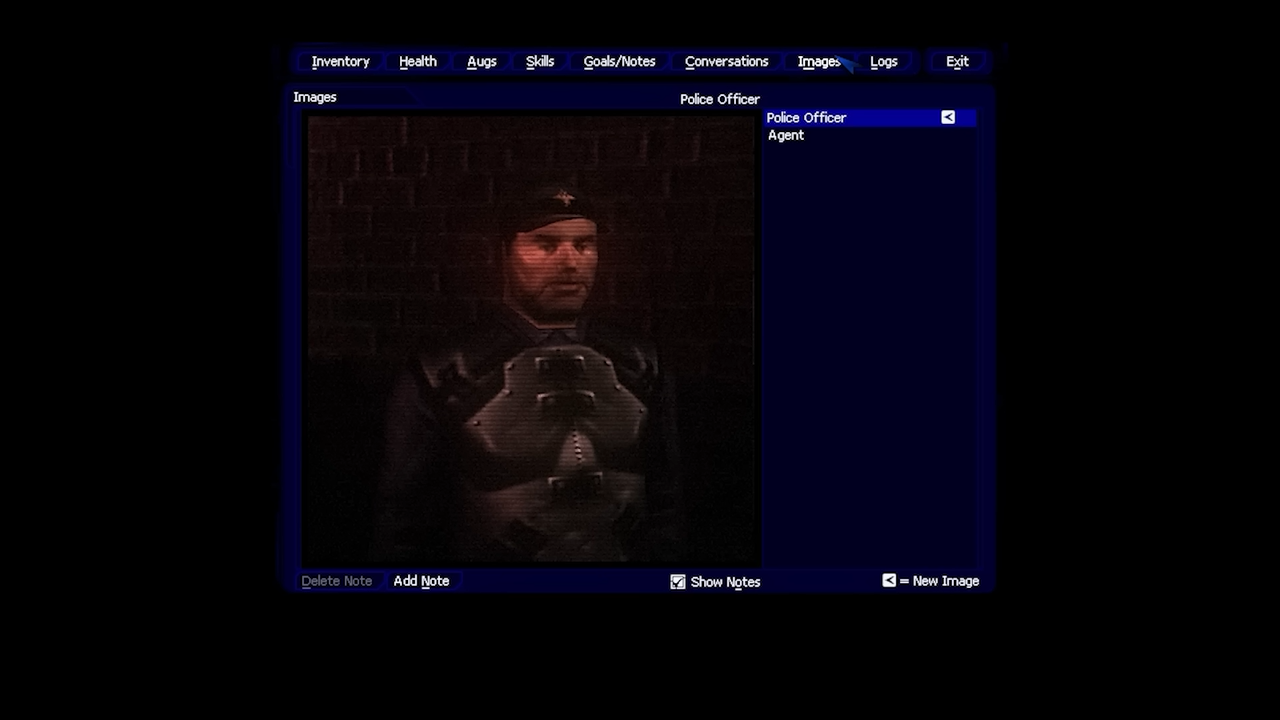 Inventory Health Augs Skills Goals/Notes Conversations Images Logs Exit
Images
Police Officer
Police Officer <
Agent
Delete Note Add Note Show Notes < = New Image